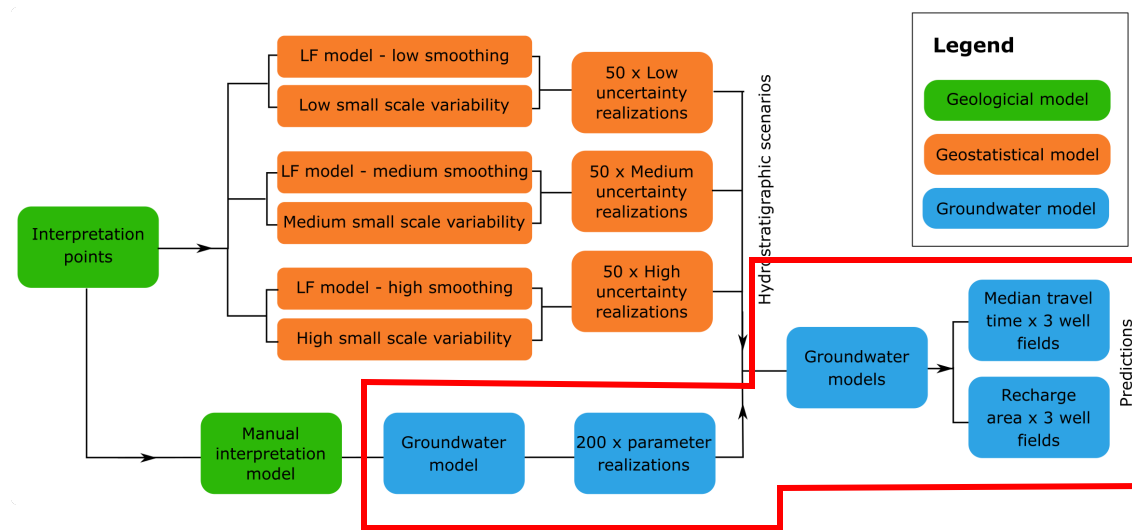 Legend
Geologicial model
Geostatistical model
Groundwater model
LF model - low smoothing
Low small scale variability
50 x Low
uncertainty
realizations
LF model - medium smoothing
Medium small scale variability
50 x Medium
uncertainty
realizations
LF model - high smoothing
High small scale variability
50 x High
uncertainty
realizations
Hydrostratigraphic scenarios
Interpretation
points
Manual
interpretation
model
Groundwater
model
200 x parameter
realizations
Groundwater
models
Median travel
time x 3 well
fields
Recharge
area x 3 well
fields
Predictions